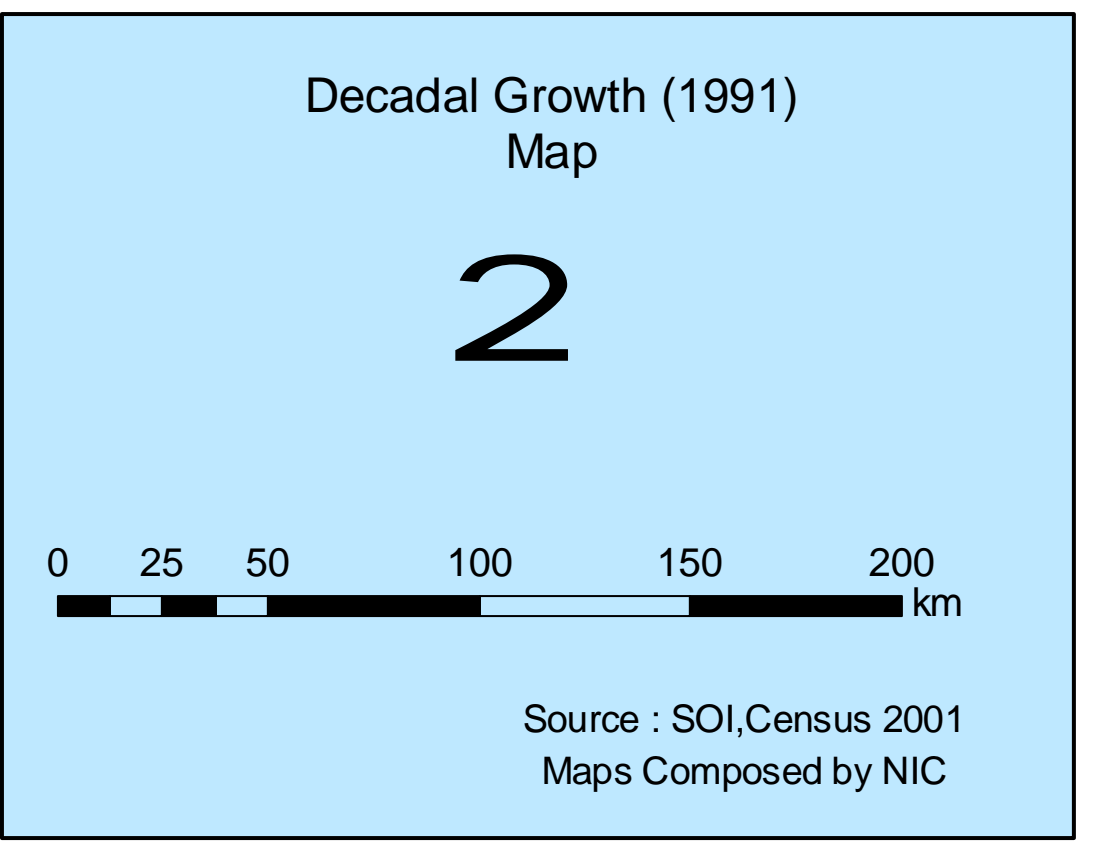 Decadal Growth (1991)
Map
2
0 25 50 100 150 200
km
Source : SOI,Census 2001
Maps Composed by NIC